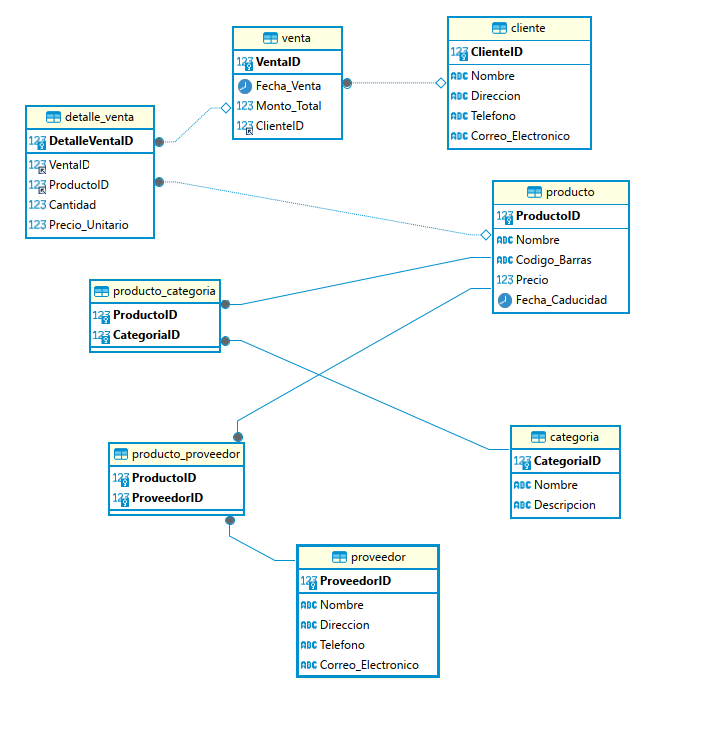 venta
123 VentaID
Fecha_Venta
123 Monto_Total
123 ClienteID
cliente
123 ClienteID
ABC Nombre
ABC Direccion
ABC Telefono
ABC Correo_Electronico
detalle_venta
123 DetalleVentaID
123 VentaID
123 ProductoID
123 Cantidad
123 Precio_Unitario
producto
123 ProductoID
ABC Nombre
ABC Codigo_Barras
123 Precio
Fecha_Caducidad
producto_categoria
123 ProductoID
123 CategoriaID
categoria
123 CategoriaID
ABC Nombre
ABC Descripcion
producto_proveedor
123 ProductoID
123 ProveedorID
proveedor
123 ProveedorID
ABC Nombre
ABC Direccion
ABC Telefono
ABC Correo_Electronico